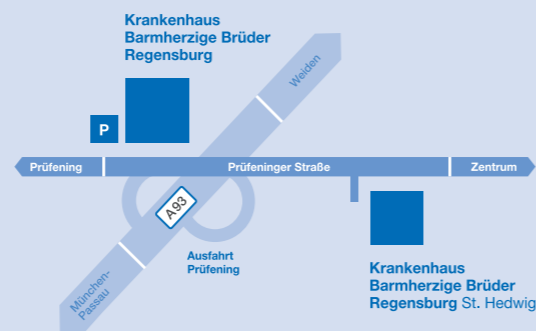 Krankenhaus
Barmherzige Brüder
Regensburg
Weiden
P
Prüfening
Prüfeninger Straße
Zentrum
A93
Ausfahrt
Prüfening
München-
Passau
Krankenhaus
Barmherzige Brüder
Regensburg St. Hedwig